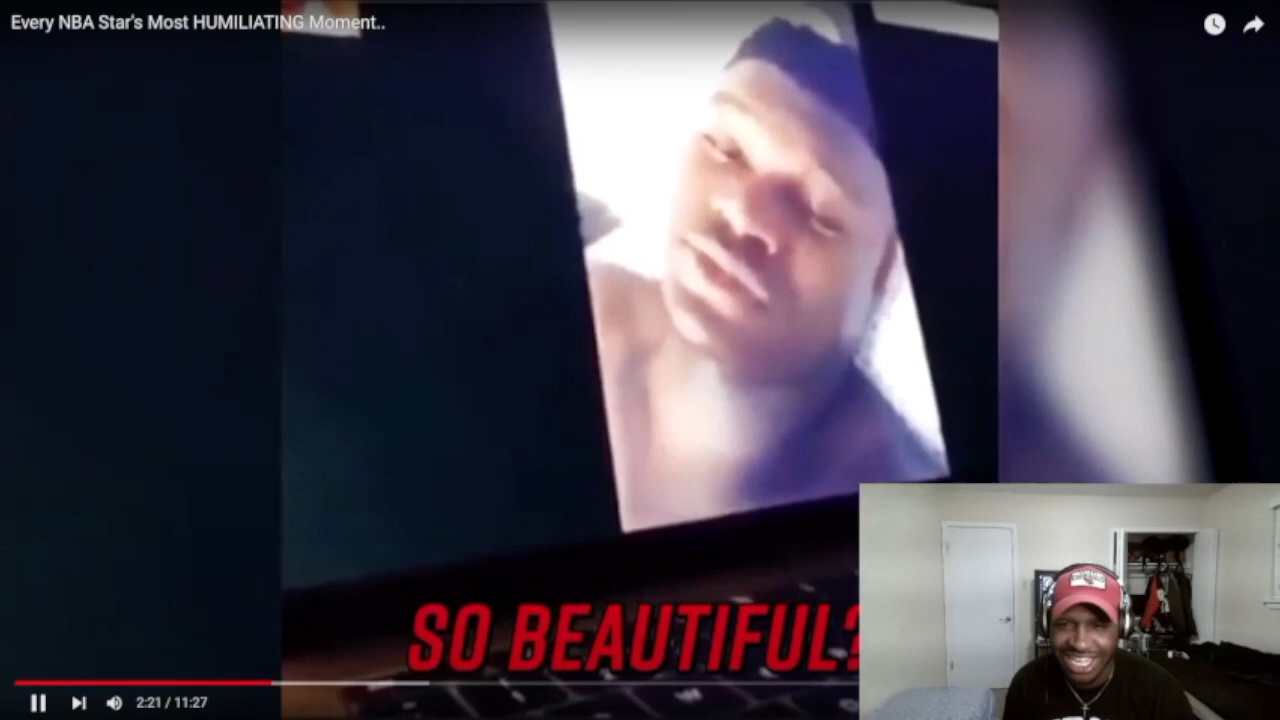 Every NBA Star's Most HUMILIATING Moment..
SO BEAUTIFUL?
2:21 / 11:27